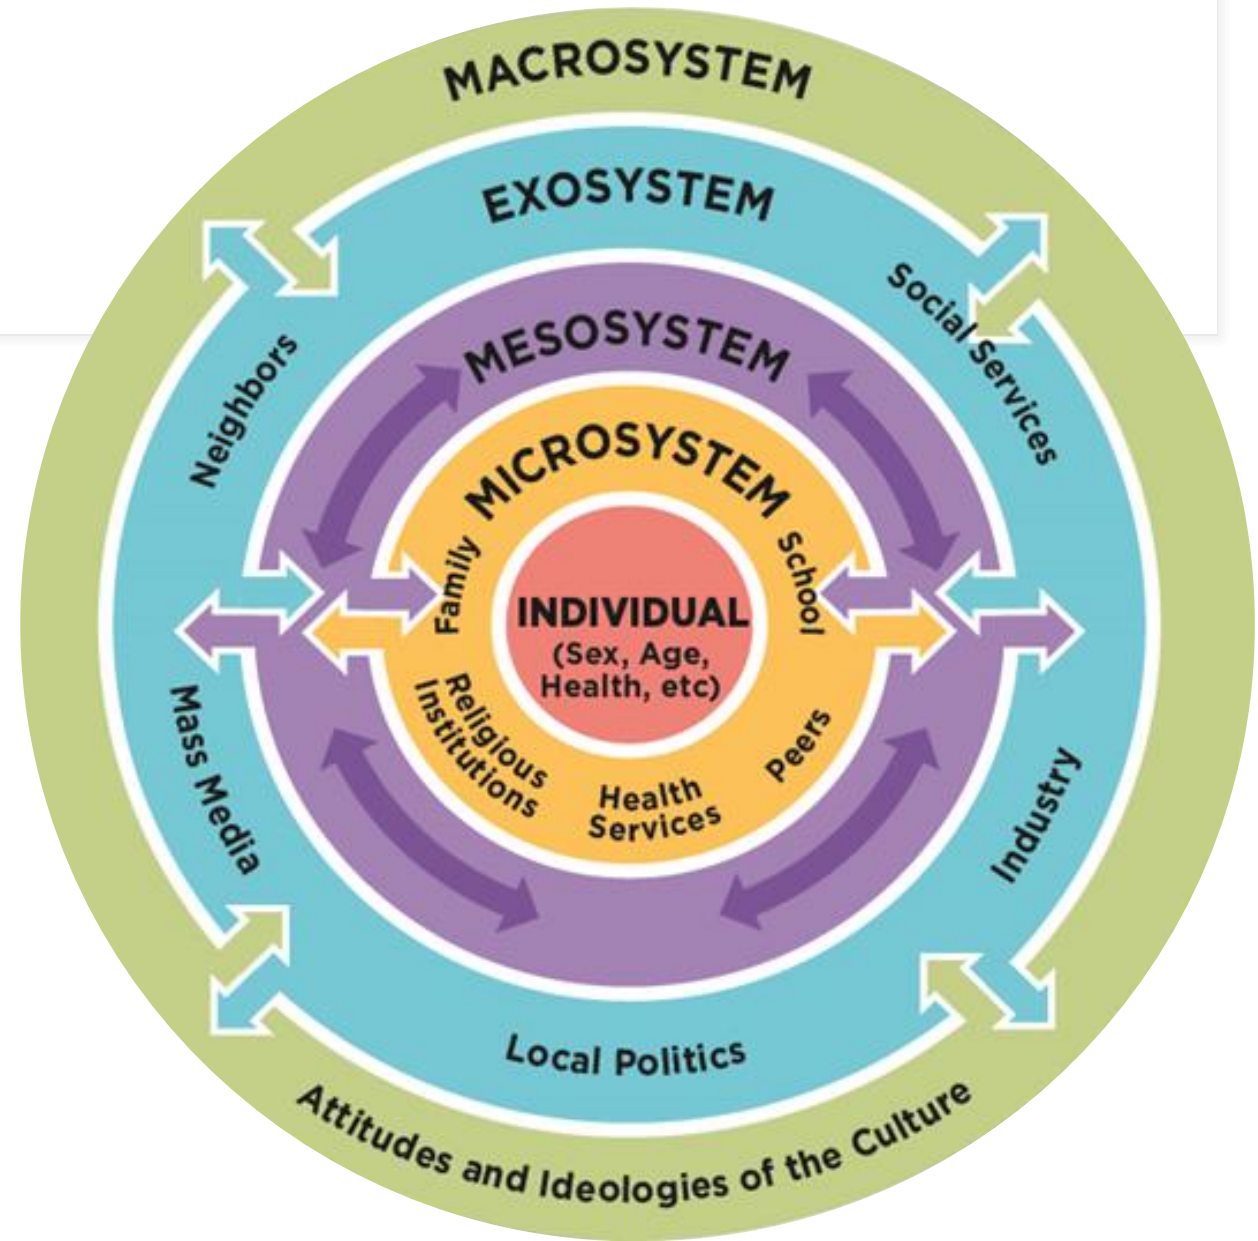 MACROSYSTEM
EXOSYSTEM
Social Services
MESOSYSTEM
Neighbors
MICROSYSTEM
Family
School
INDIVIDUAL
(Sex, Age,
Health, etc)
Religious
Institutions
Peers
Health
Services
Mass Media
Industry
Local Politics
Attitudes and Ideologies of the Culture